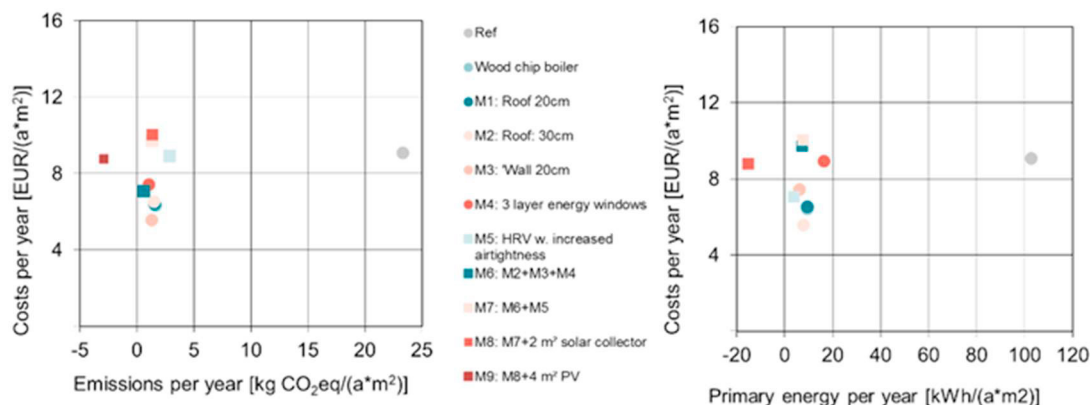 16
12
8
4
-5
0
5
10
15
20
25
Costs per year [EUR/(a*m²)]
Emissions per year [kg CO₂eq/(a*m²)]
Ref
Wood chip boiler
M1: Roof 20cm
M2: Roof: 30cm
M3: 'Wall 20cm
M4: 3 layer energy windows
M5: HRV w. increased
airtightness
M6: M2+M3+M4
M7: M6+M5
M8: M7+2 m² solar collector
M9: M8+4 m² PV
16
12
8
4
-20
0
20
40
60
80
100
120
Costs per year [EUR/(a*m²)]
Primary energy per year [kWh/(a*m2)]